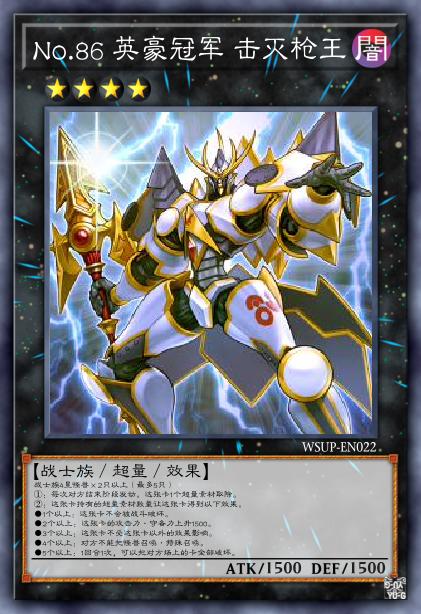 No.86 英豪冠军 击灭枪王 闇
WSUP-EN022
【战士族/超量/效果】
战士族4星怪兽×2只以上(最多5只)
①：每次对方结束阶段发动。这张卡1个超量素材取除。
②：这张卡持有的超量素材数量让这张卡得到以下效果。
●1个以上：这张卡不会被战斗破坏。
●2个以上：这张卡的攻击力·守备力上升1500。
●3个以上：这张卡不受这张卡以外的效果影响。
●4个以上：对方不能把怪兽召唤·特殊召唤。
●5个以上：1回合1次，可以把对方场上的卡全部破坏。
ATK/1500 DEF/1500